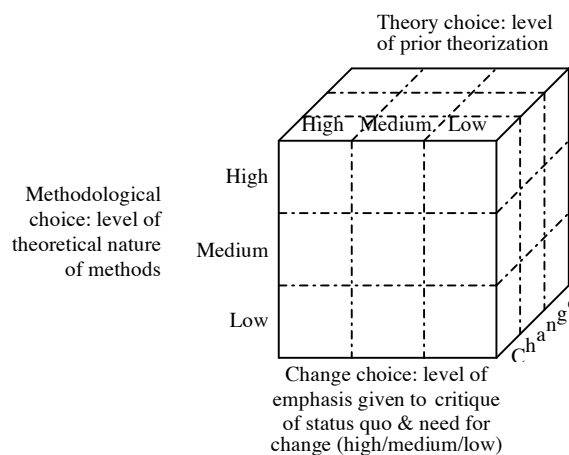 Theory choice: level
of prior theorization
High Medium Low
High
Methodological
choice: level of
theoretical nature
of methods
Medium
Low
Chang
Change choice: level of
emphasis given to critique
of status quo & need for
change (high/medium/low)